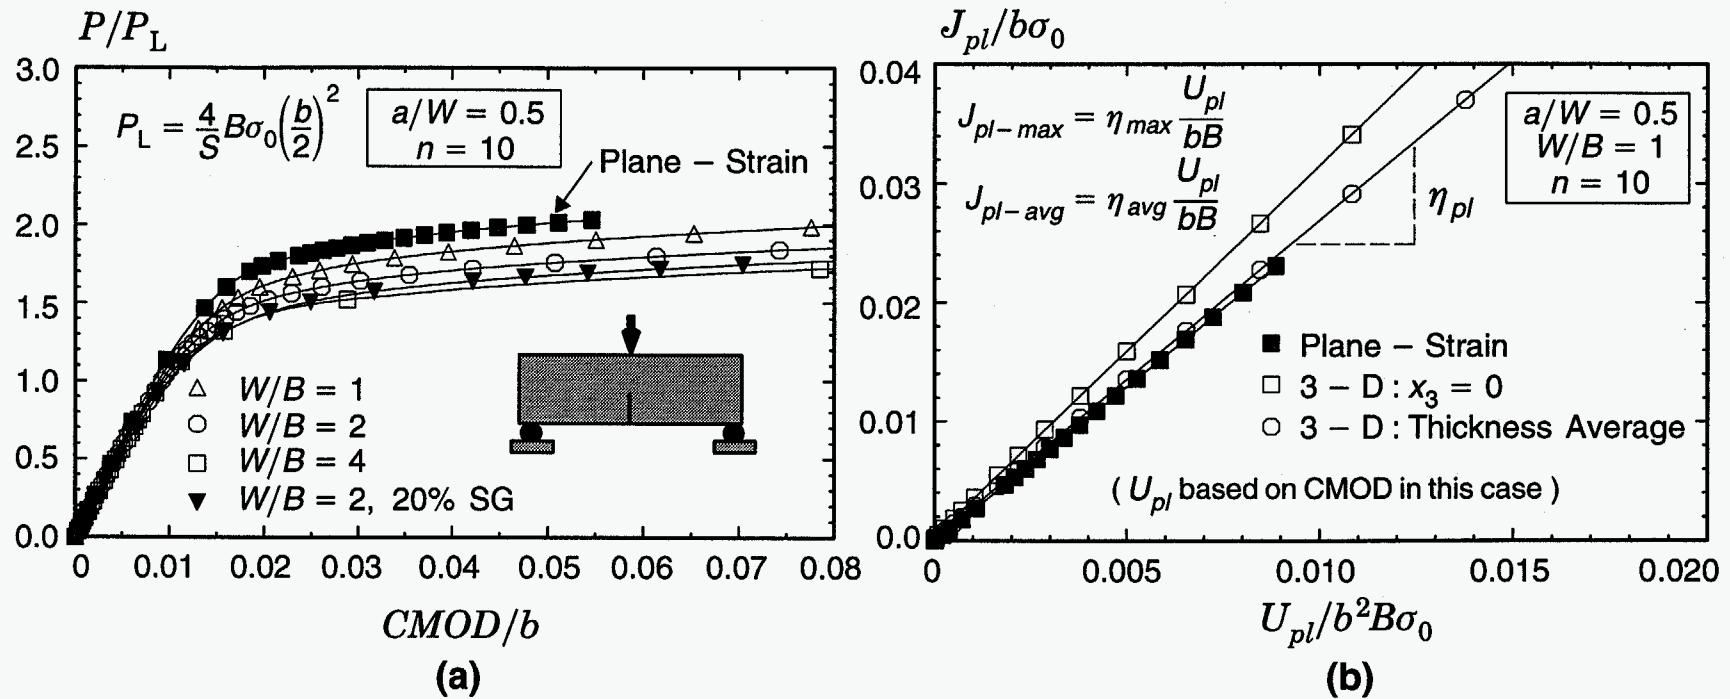 P/P_L
3.0
2.5
2.0
1.5
1.0
0.5
0.0
P_L = 4/S Bσ₀(b/2)²
a/W = 0.5
n = 10
Plane – Strain
W/B = 1
W/B = 2
W/B = 4
W/B = 2, 20% SG
0 0.01 0.02 0.03 0.04 0.05 0.06 0.07 0.08
CMOD/b
(a)
J_pl/bσ₀
0.04
0.03
0.02
0.01
0.00
J_pl–max = η_max U_pl/bB
J_pl–avg = η_avg U_pl/bB
a/W = 0.5
W/B = 1
n = 10
η_pl
Plane – Strain
3 – D : x₃ = 0
3 – D : Thickness Average
( U_pl based on CMOD in this case )
0 0.005 0.010 0.015 0.020
U_pl/b²Bσ₀
(b)